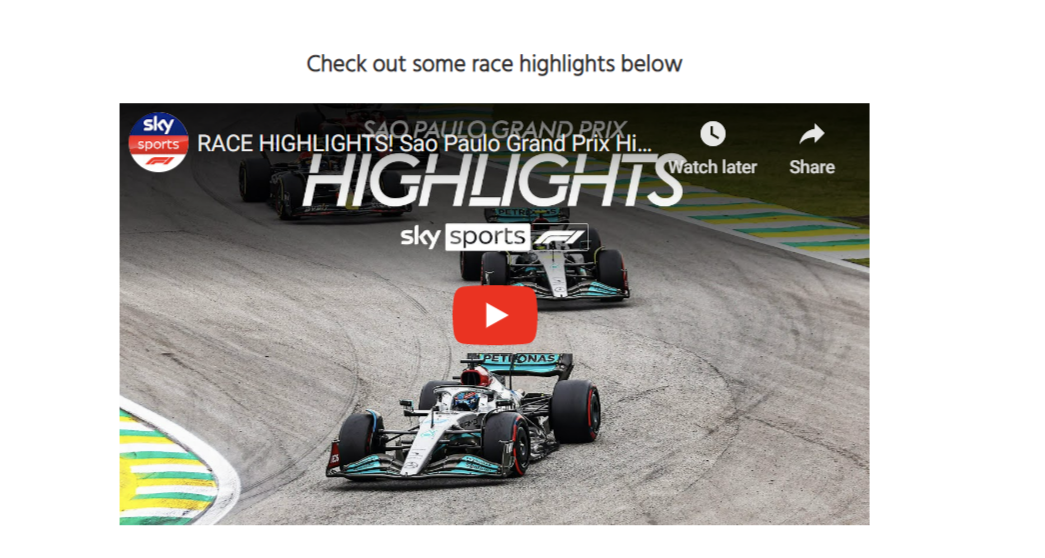 Check out some race highlights below
sky
sports
F1
RACE HIGHLIGHTS! Sao Paulo Grand Prix Hi...
SAO PAULO GRAND PRIX
HIGHLIGHTS
Watch later
Share
sky sports F1
PETRONAS
PETRONAS